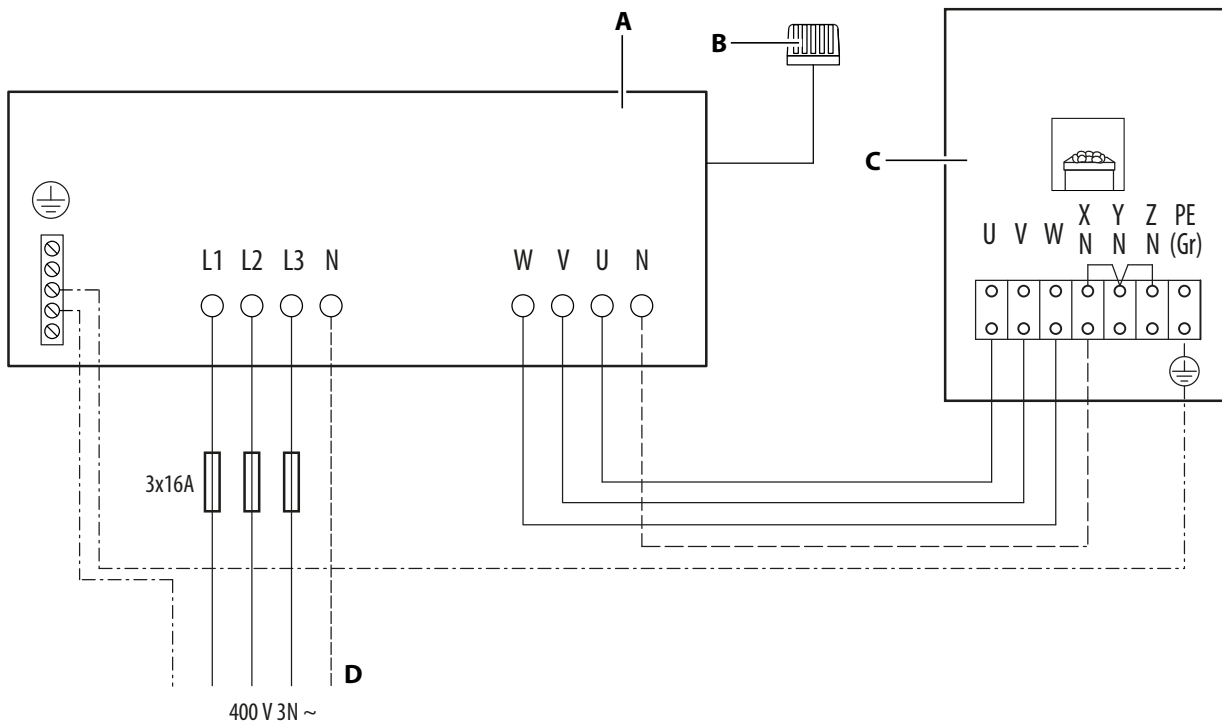 A
B
C
X Y Z PE
U V W N N N (Gr)
L1 L2 L3 N W V U N
3x16A
D
400 V 3N ~